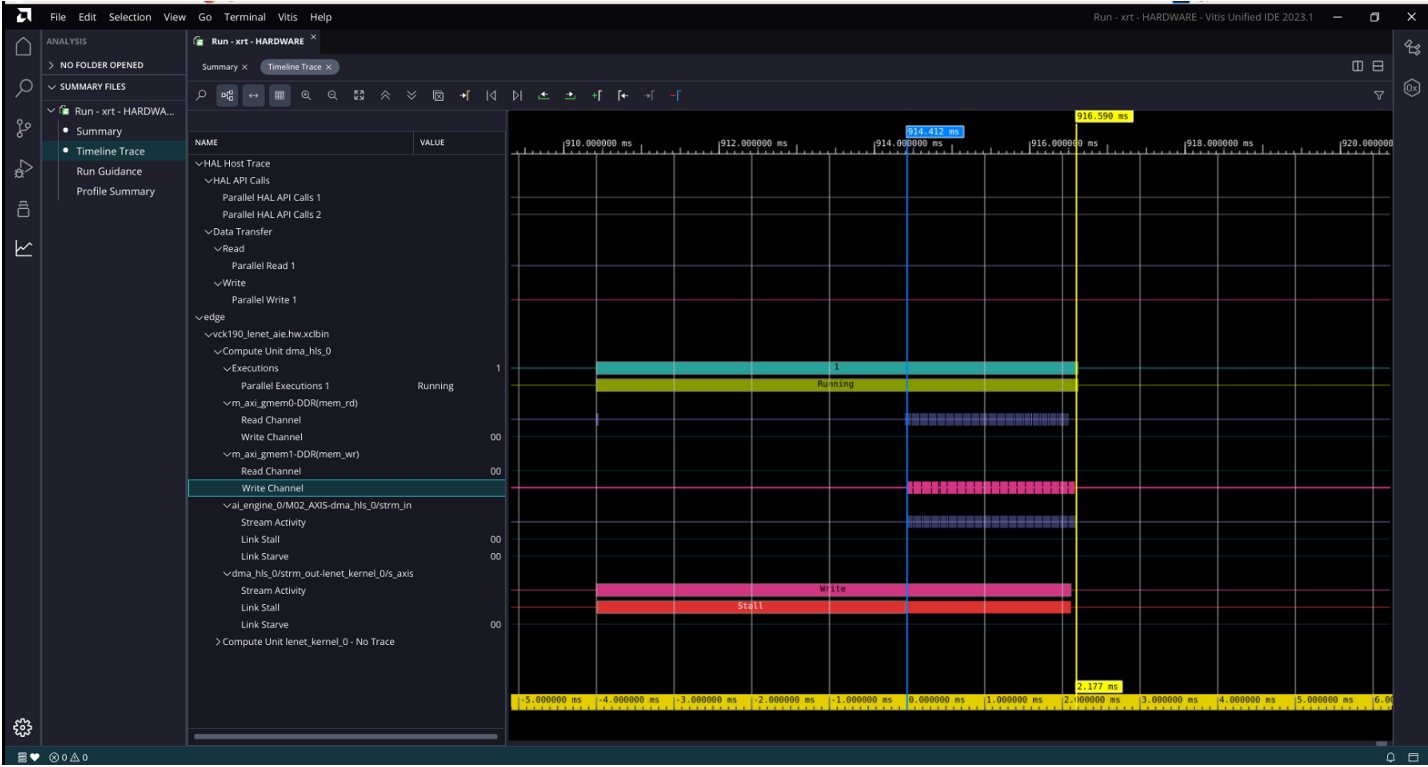 File Edit Selection View Go Terminal Vitis Help
Run - xrt - HARDWARE - Vitis Unified IDE 2023.1
ANALYSIS
NO FOLDER OPENED
SUMMARY FILES
Run - xrt - HARDWA...
Summary
Timeline Trace
Run Guidance
Profile Summary
Run - xrt - HARDWARE
Summary Timeline Trace
NAME VALUE
916.590 ms
914.412 ms
910.000000 ms 912.000000 ms 914.000000 ms 916.000000 ms 918.000000 ms 920.000000
HAL Host Trace
HAL API Calls
Parallel HAL API Calls 1
Parallel HAL API Calls 2
Data Transfer
Read
Parallel Read 1
Write
Parallel Write 1
edge
vck190_lenet_aie.hw.xclbin
Compute Unit dma_hls_0
Executions 1 1
Parallel Executions 1 Running Running
m_axi_gmem0-DDR(mem_rd)
Read Channel
Write Channel 00
m_axi_gmem1-DDR(mem_wr)
Read Channel 00
Write Channel
ai_engine_0/M02_AXIS-dma_hls_0/strm_in
Stream Activity
Link Stall 00
Link Starve 00
dma_hls_0/strm_out-lenet_kernel_0/s_axis
Stream Activity Write
Link Stall Stall
Link Starve 00
Compute Unit lenet_kernel_0 - No Trace
2.177 ms
-5.000000 ms -4.000000 ms -3.000000 ms -2.000000 ms -1.000000 ms 0.000000 ms 1.000000 ms 2.000000 ms 3.000000 ms 4.000000 ms 5.000000 ms 6.00
0 0